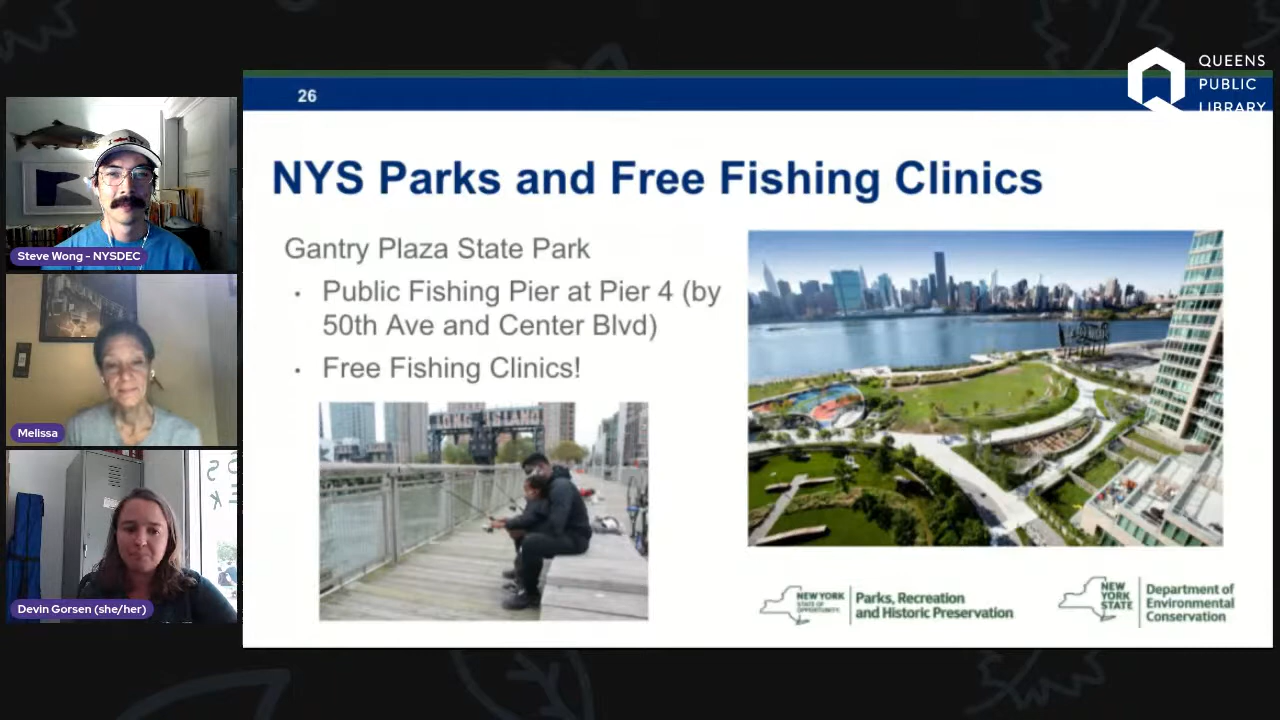 QUEENS
PUBLIC
LIBRARY
26
NYS Parks and Free Fishing Clinics
Gantry Plaza State Park
• Public Fishing Pier at Pier 4 (by
50th Ave and Center Blvd)
• Free Fishing Clinics!
Steve Wong - NYSDEC
Melissa
Devin Gorsen (she/her)
NEW YORK
STATE OF
OPPORTUNITY.
Parks, Recreation
and Historic Preservation
NEW
YORK
STATE
Department of
Environmental
Conservation